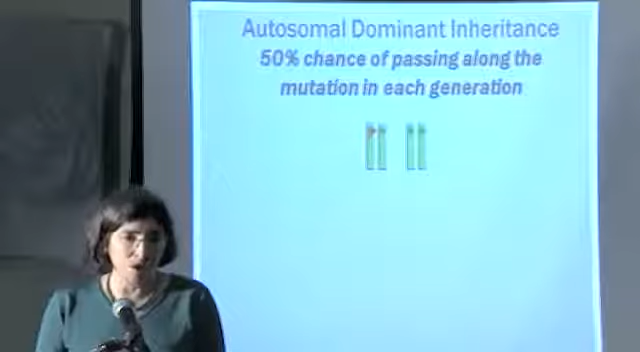 Autosomal Dominant Inheritance
50% chance of passing along the
mutation in each generation